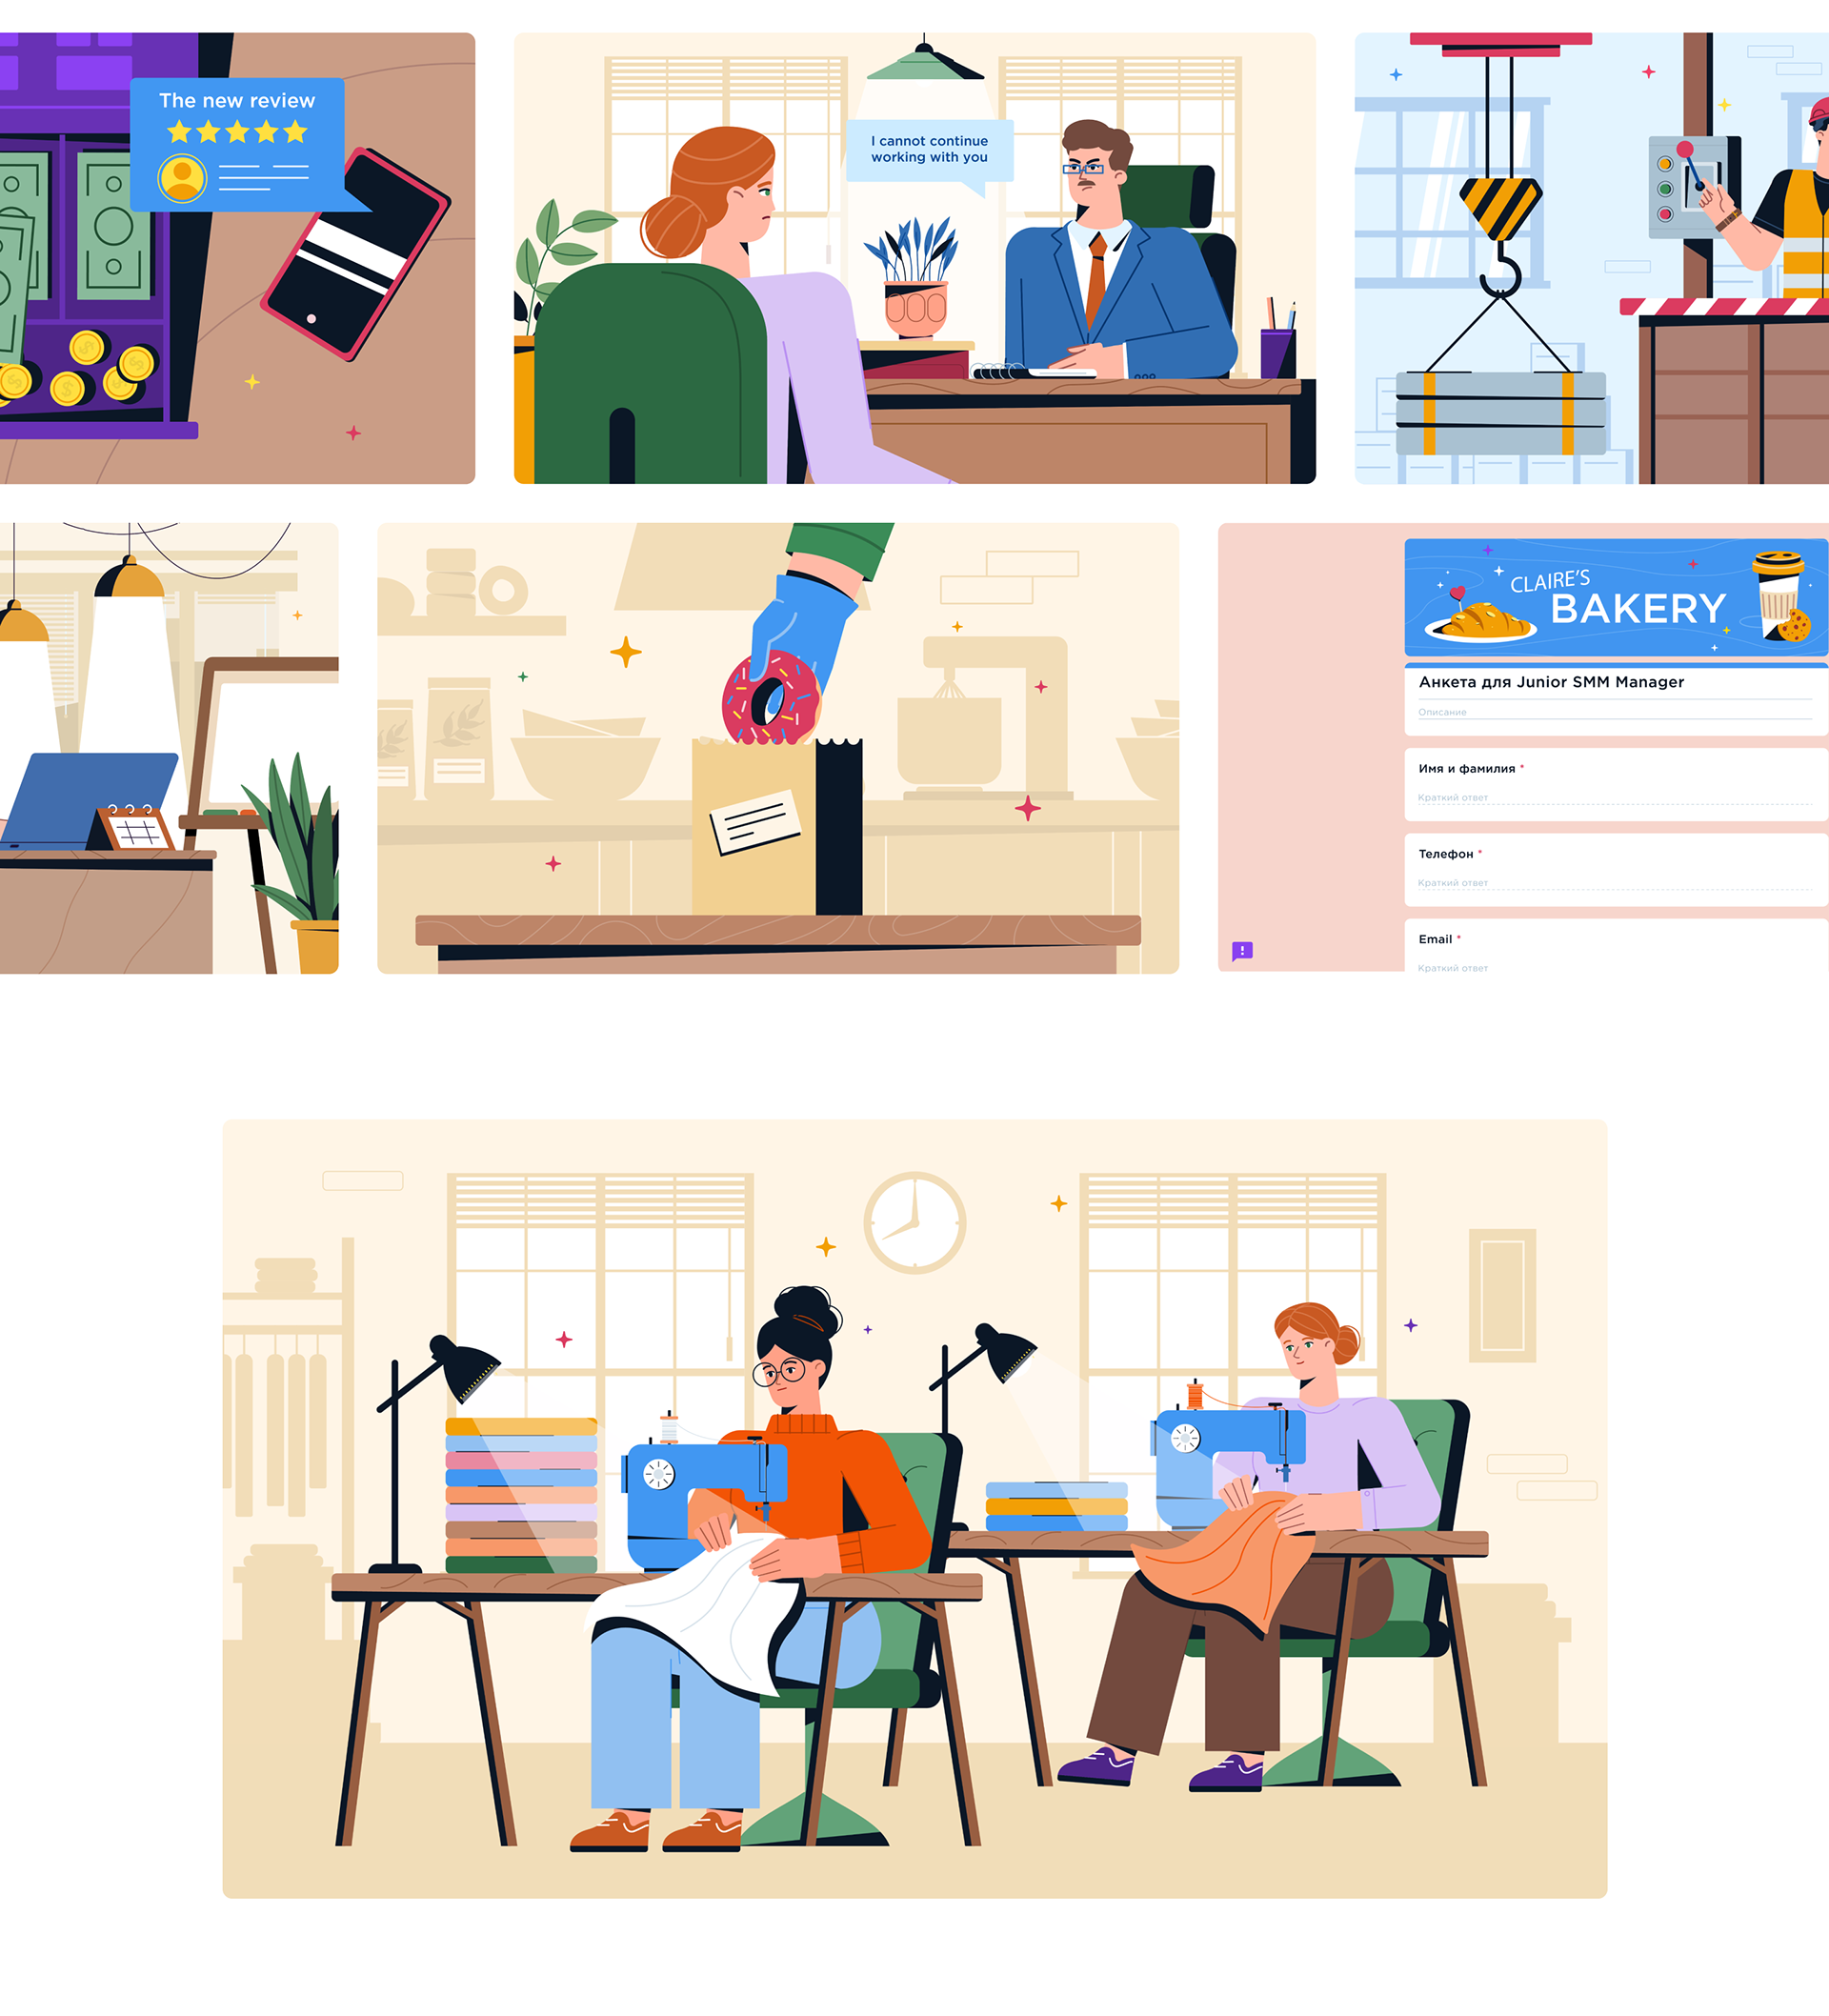 The new review
I cannot continue
working with you
CLAIRE'S
BAKERY
Анкета для Junior SMM Manager
Описание
Имя и фамилия *
Краткий ответ
Телефон *
Краткий ответ
Email *
Краткий ответ